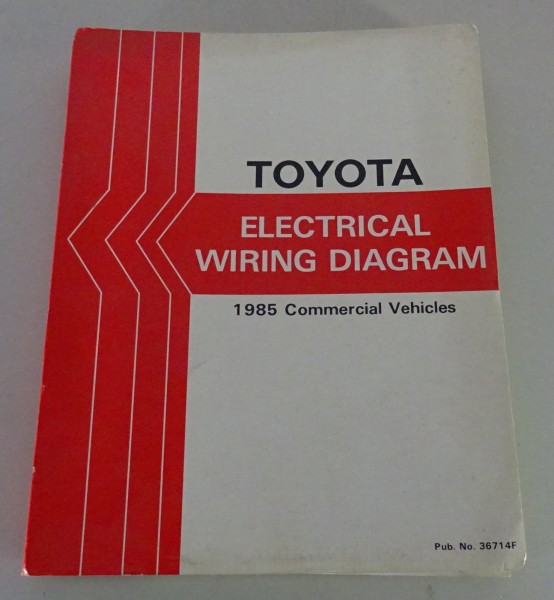 TOYOTA
ELECTRICAL
WIRING DIAGRAM
1985 Commercial Vehicles
Pub. No. 36714F